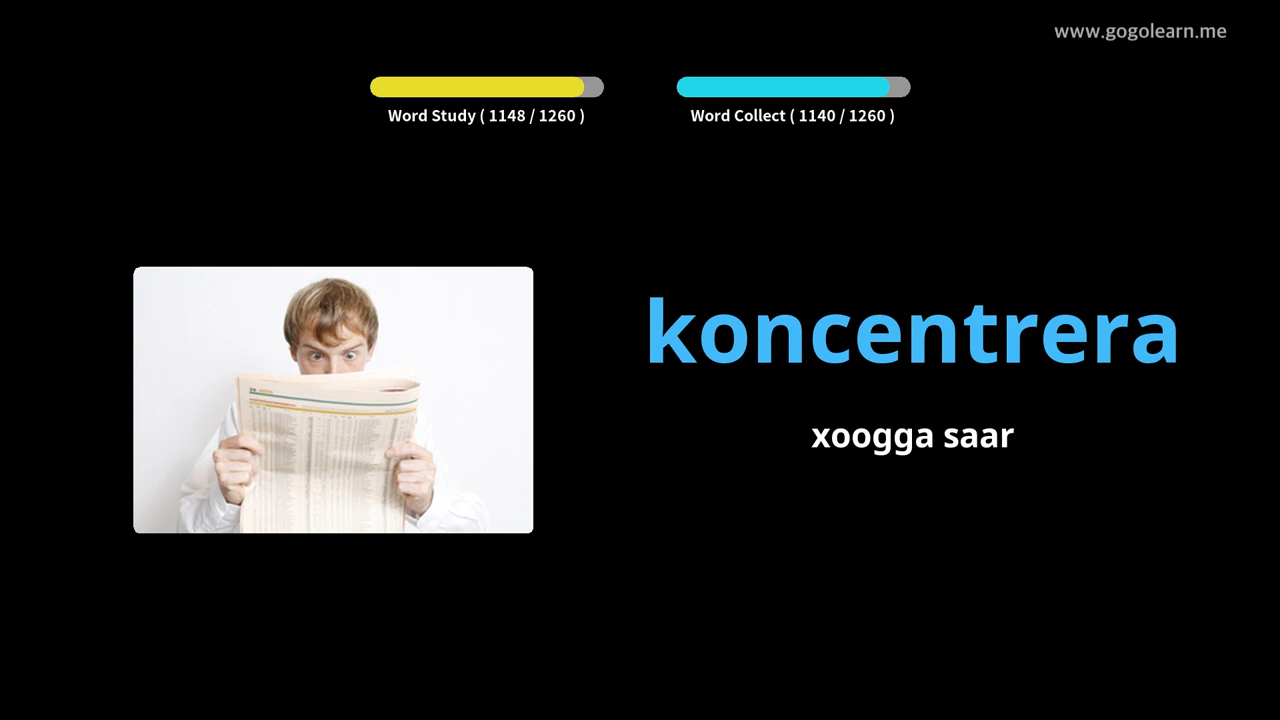 www.gogolearn.me
Word Study ( 1148 / 1260 )
Word Collect ( 1140 / 1260 )
koncentrera
xoogga saar